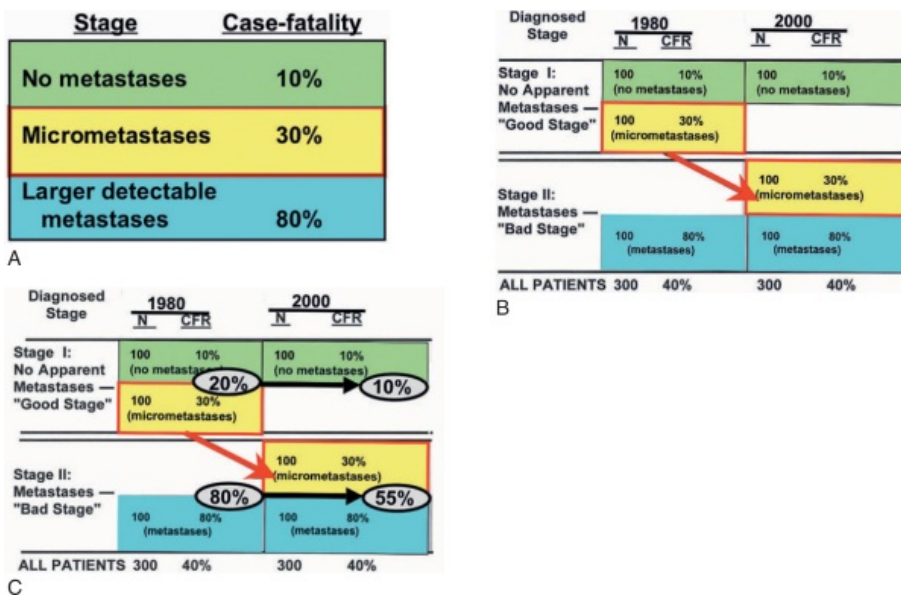 Stage Case-fatality
No metastases 10%
Micrometastases 30%
Larger detectable
metastases 80%
A
Diagnosed
Stage
1980 2000
N CFR N CFR
Stage I:
No Apparent
Metastases —
"Good Stage"
100 10% 100 10%
(no metastases) (no metastases)
100 30%
(micrometastases)
Stage II:
Metastases —
"Bad Stage"
100 30%
(micrometastases)
100 80% 100 80%
(metastases) (metastases)
ALL PATIENTS 300 40% 300 40%
B
Diagnosed
Stage
1980 2000
N CFR N CFR
Stage I:
No Apparent
Metastases —
"Good Stage"
100 10% 100 10%
(no metastases) (no metastases)
20% 10%
100 30%
(micrometastases)
Stage II:
Metastases —
"Bad Stage"
100 30%
(micrometastases)
80% 55%
100 80% 100 80%
(metastases) (metastases)
ALL PATIENTS 300 40% 300 40%
C